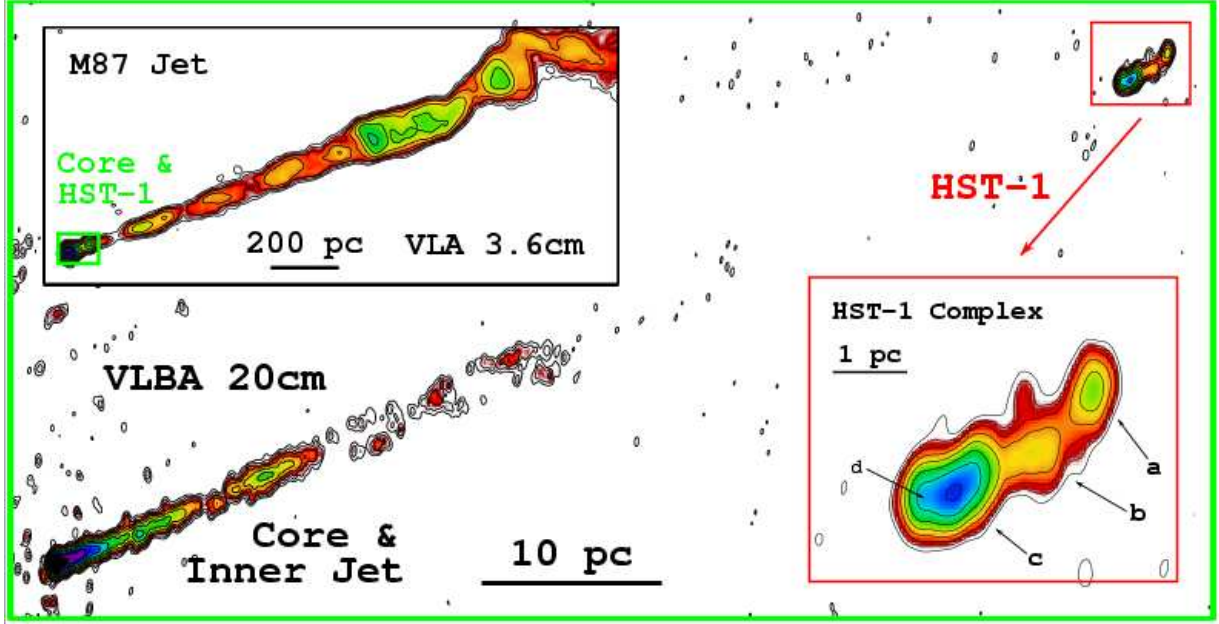 M87 Jet
Core &
HST-1
200 pc
VLA 3.6cm
HST-1
HST-1 Complex
1 pc
a
b
c
d
VLBA 20cm
Core &
Inner Jet
10 pc